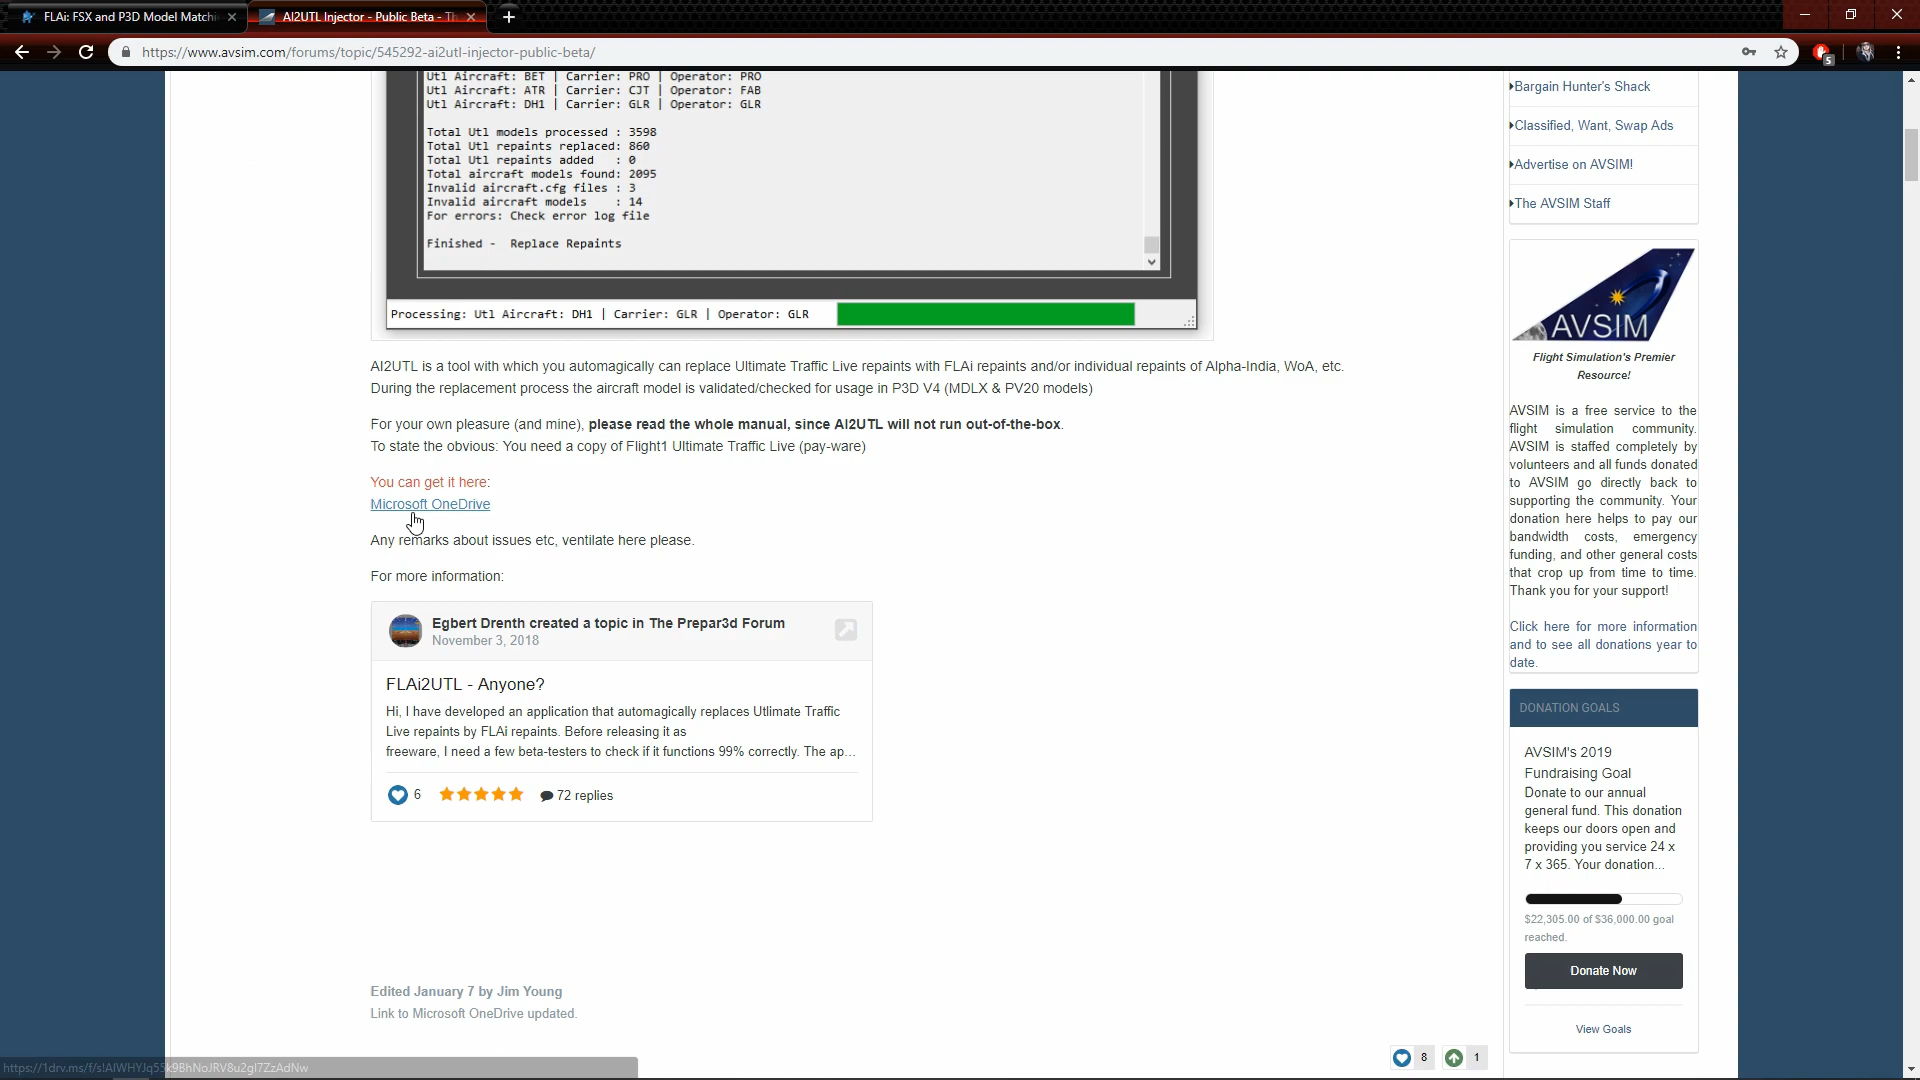 FLAi: FSX and P3D Model Matchi
AI2UTL Injector - Public Beta - Th
https://www.avsim.com/forums/topic/545292-ai2utl-injector-public-beta/
5
Utl Aircraft: BET | Carrier: PRO | Operator: PRO
Utl Aircraft: ATR | Carrier: CJT | Operator: FAB
Utl Aircraft: DH1 | Carrier: GLR | Operator: GLR
Total Utl models processed : 3598
Total Utl repaints replaced: 860
Total Utl repaints added : 0
Total aircraft models found: 2095
Invalid aircraft.cfg files : 3
Invalid aircraft models : 14
For errors: Check error log file
Finished - Replace Repaints
Processing: Utl Aircraft: DH1 | Carrier: GLR | Operator: GLR
AI2UTL is a tool with which you automagically can replace Ultimate Traffic Live repaints with FLAi repaints and/or individual repaints of Alpha-India, WoA, etc.
During the replacement process the aircraft model is validated/checked for usage in P3D V4 (MDLX & PV20 models)
For your own pleasure (and mine), please read the whole manual, since AI2UTL will not run out-of-the-box.
To state the obvious: You need a copy of Flight1 Ultimate Traffic Live (pay-ware)
You can get it here:
Microsoft OneDrive
Any remarks about issues etc, ventilate here please.
For more information:
Egbert Drenth created a topic in The Prepar3d Forum
November 3, 2018
FLAi2UTL - Anyone?
Hi, I have developed an application that automagically replaces Utlimate Traffic
Live repaints by FLAi repaints. Before releasing it as
freeware, I need a few beta-testers to check if it functions 99% correctly. The ap...
6
72 replies
Edited January 7 by Jim Young
Link to Microsoft OneDrive updated.
8
1
Bargain Hunter's Shack
Classified, Want, Swap Ads
Advertise on AVSIM!
The AVSIM Staff
AVSIM
Flight Simulation's Premier
Resource!
AVSIM is a free service to the
flight simulation community.
AVSIM is staffed completely by
volunteers and all funds donated
to AVSIM go directly back to
supporting the community. Your
donation here helps to pay our
bandwidth costs, emergency
funding, and other general costs
that crop up from time to time.
Thank you for your support!
Click here for more information
and to see all donations year to
date.
DONATION GOALS
AVSIM's 2019
Fundraising Goal
Donate to our annual
general fund. This donation
keeps our doors open and
providing you service 24 x
7 x 365. Your donation...
$22,305.00 of $36,000.00 goal
reached.
Donate Now
View Goals